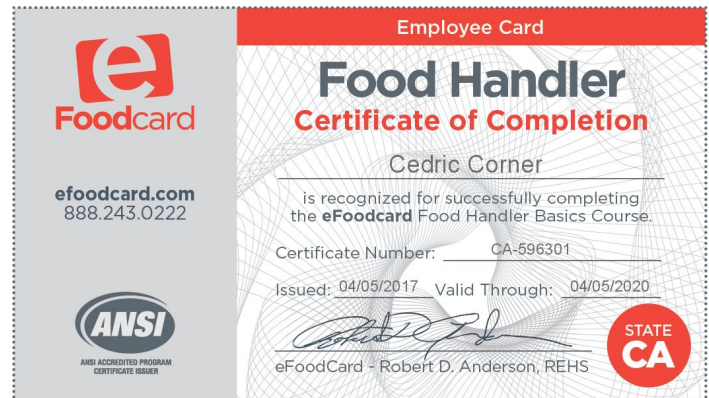 Employee Card
e
Foodcard
efoodcard.com
888.243.0222
ANSI
ANSI ACCREDITED PROGRAM
CERTIFICATE ISSUER
Food Handler
Certificate of Completion
Cedric Corner
is recognized for successfully completing
the eFoodcard Food Handler Basics Course.
Certificate Number: CA-596301
Issued: 04/05/2017 Valid Through: 04/05/2020
eFoodCard - Robert D. Anderson, REHS
STATE
CA